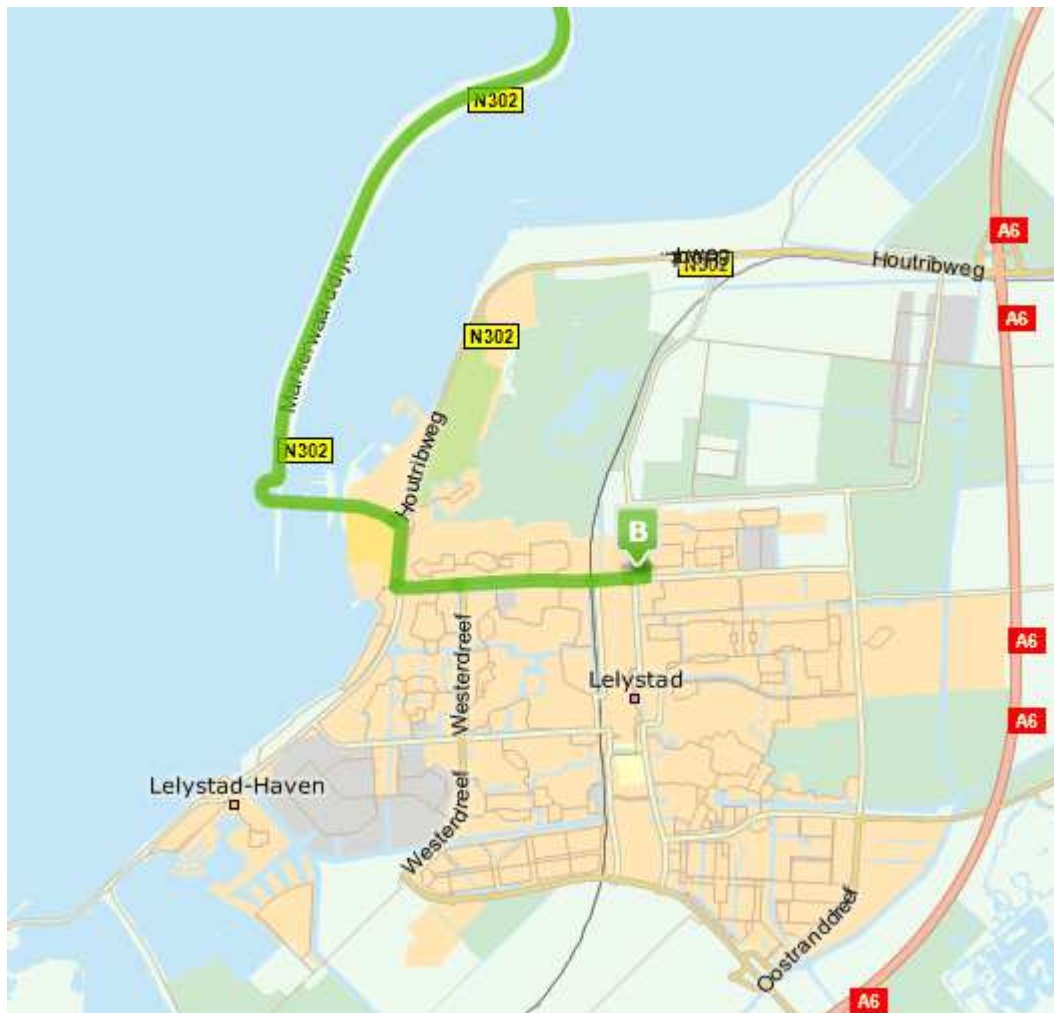 N302
A6
N302
Houtribweg
A6
N302
Markerwaarddijk
Houtribweg
N302
B
Westerdreef
A6
Lelystad
A6
Lelystad-Haven
Westerdreef
Oostranddreef
A6